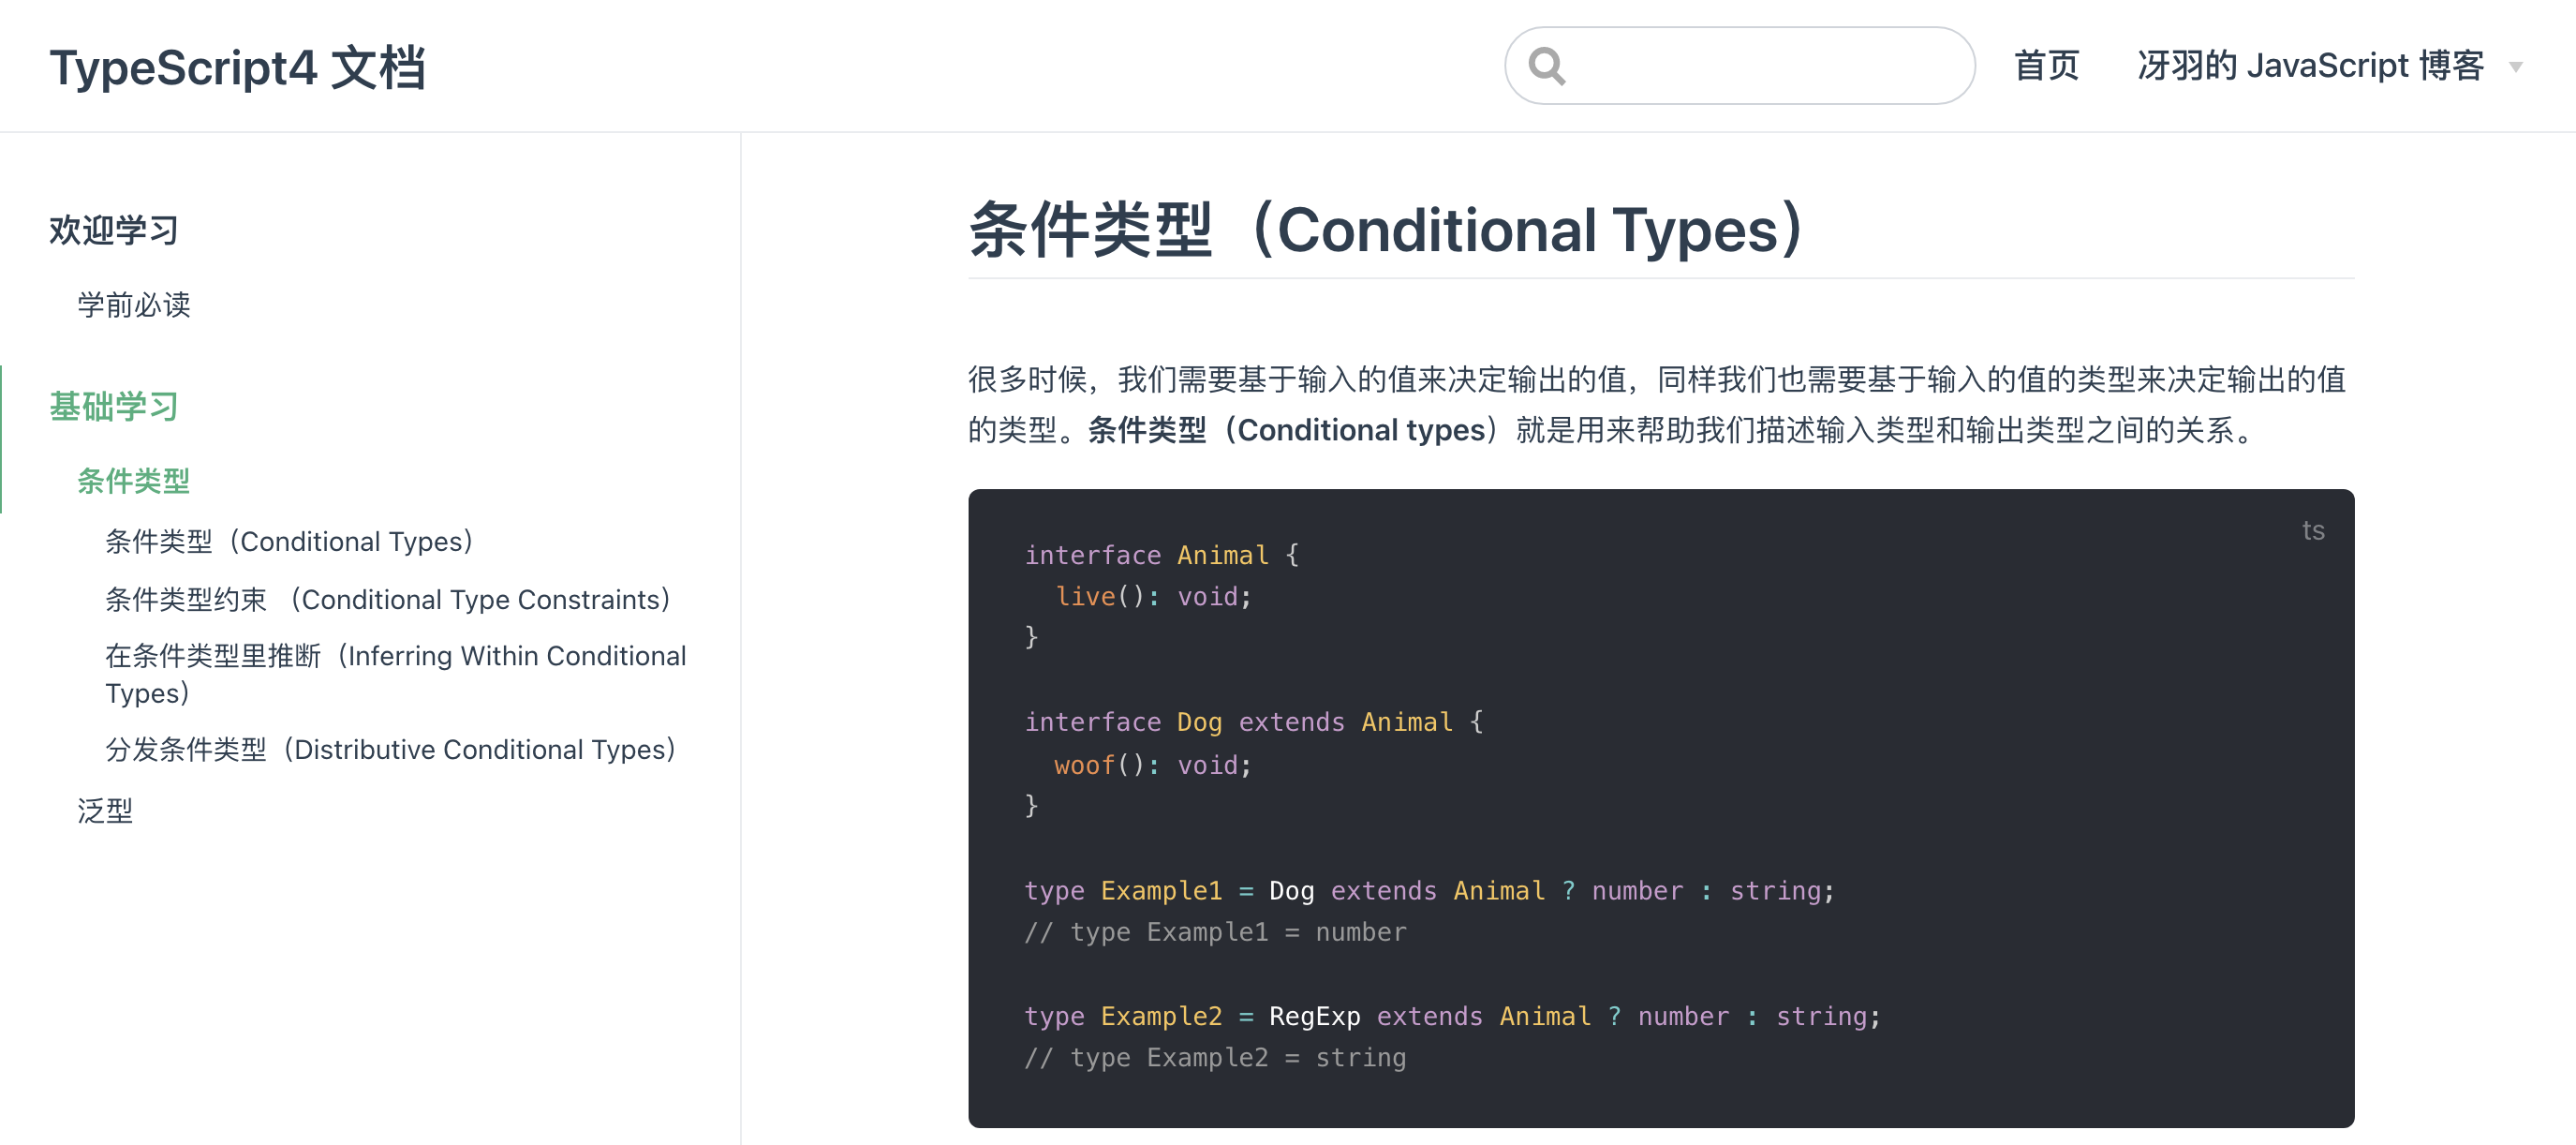 TypeScript4 文档
首页
冴羽的 JavaScript 博客
欢迎学习
学前必读
基础学习
条件类型
条件类型（Conditional Types）
条件类型约束 （Conditional Type Constraints）
在条件类型里推断（Inferring Within Conditional
Types）
分发条件类型（Distributive Conditional Types）
泛型
条件类型（Conditional Types）
很多时候，我们需要基于输入的值来决定输出的值，同样我们也需要基于输入的值的类型来决定输出的值
的类型。条件类型（Conditional types）就是用来帮助我们描述输入类型和输出类型之间的关系。
ts
interface Animal {
  live(): void;
}
interface Dog extends Animal {
  woof(): void;
}
type Example1 = Dog extends Animal ? number : string;
// type Example1 = number
type Example2 = RegExp extends Animal ? number : string;
// type Example2 = string